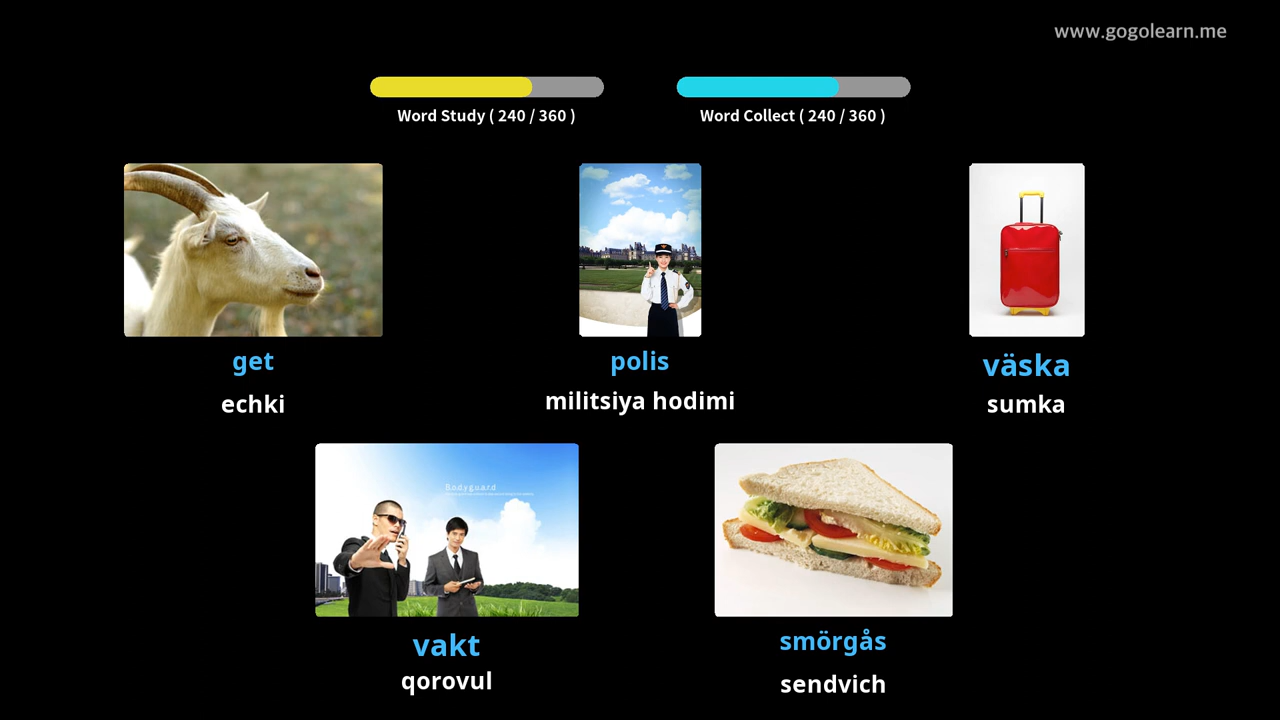 www.gogolearn.me
Word Study ( 240 / 360 )
Word Collect ( 240 / 360 )
get
polis
väska
echki
militsiya hodimi
sumka
Bodyguard
vakt
smörgås
qorovul
sendvich